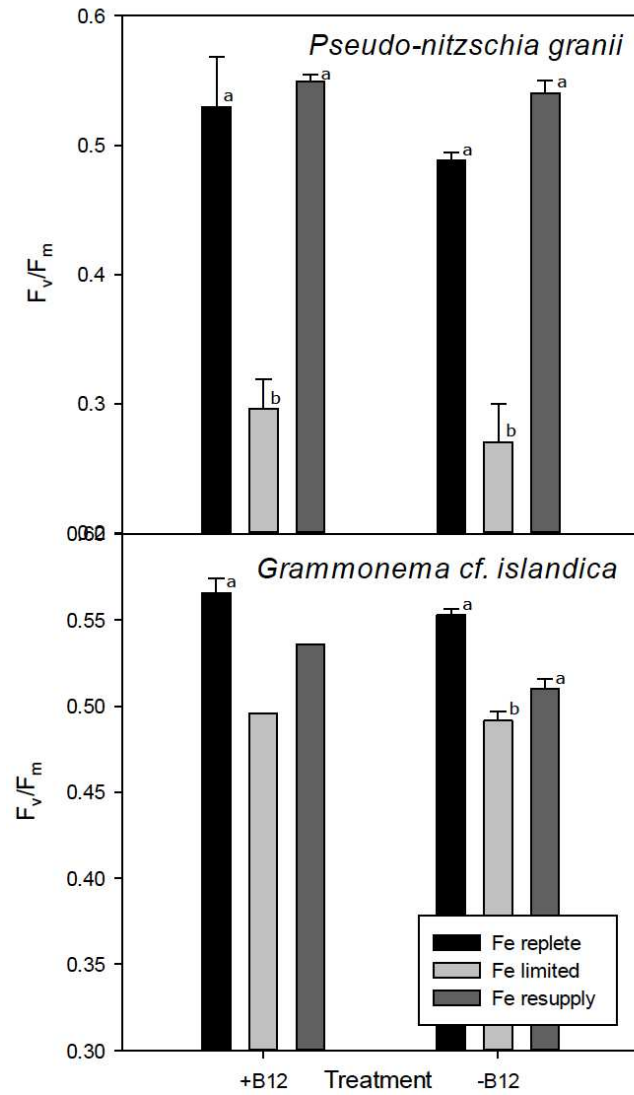 0.6
Pseudo-nitzschia granii
a
a
a
a
0.5
Fv/Fm
0.4
b
0.3
b
0.60
Grammonema cf. islandica
a
a
0.55
a
b
0.50
Fv/Fm
0.45
0.40
Fe replete
Fe limited
0.35
Fe resupply
0.30
+B12 Treatment -B12